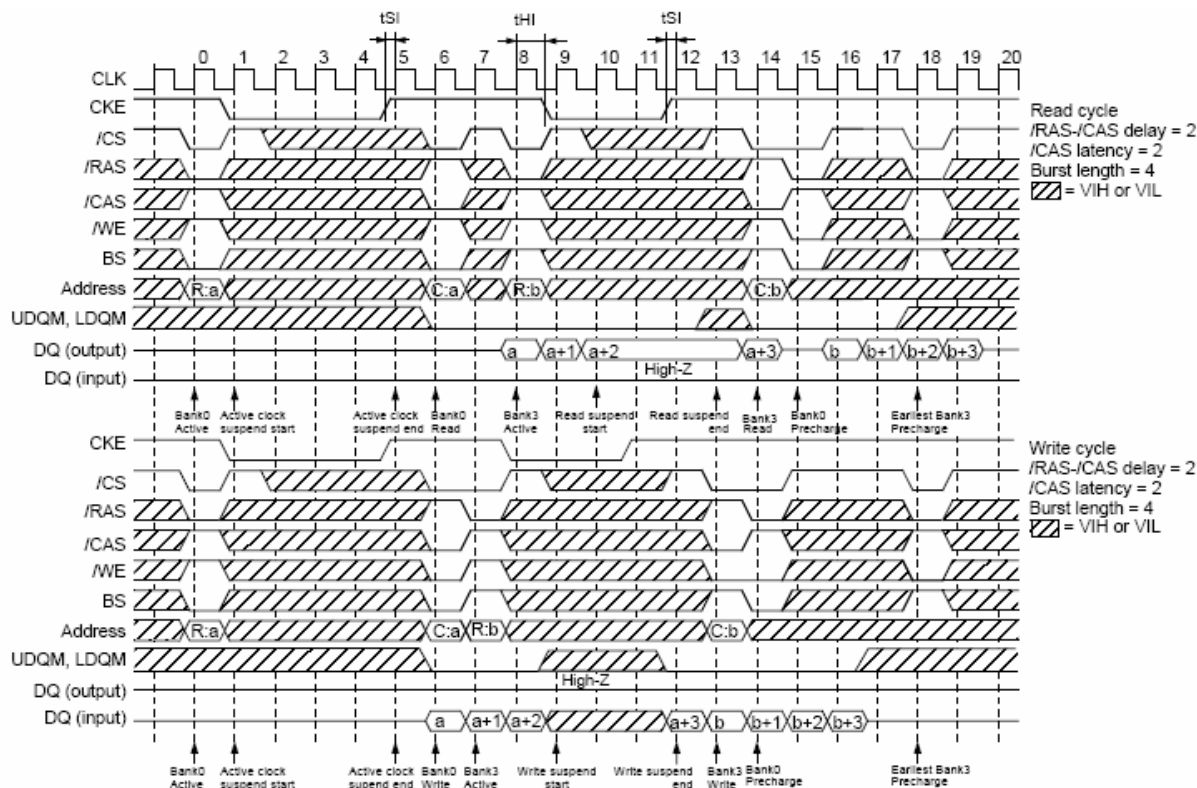 tSI tHI tSI
0 1 2 3 4 5 6 7 8 9 10 11 12 13 14 15 16 17 18 19 20
CLK
CKE
/CS
/RAS
/CAS
/WE
BS
Address R:a C:a R:b C:b
UDQM, LDQM
DQ (output) a a+1 a+2 a+3 b b+1 b+2 b+3
High-Z
DQ (input)
Read cycle
/RAS-/CAS delay = 2
/CAS latency = 2
Burst length = 4
= VIH or VIL
Bank0 Active
Active clock suspend start
Active clock suspend end
Bank0 Read
Bank3 Active
Read suspend start
Read suspend end
Bank3 Read
Bank0 Precharge
Earliest Bank3 Precharge
CKE
/CS
/RAS
/CAS
/WE
BS
Address R:a C:a R:b C:b
UDQM, LDQM
High-Z
DQ (output)
DQ (input) a a+1 a+2 a+3 b b+1 b+2 b+3
Write cycle
/RAS-/CAS delay = 2
/CAS latency = 2
Burst length = 4
= VIH or VIL
Bank0 Active
Active clock suspend start
Active clock supend end
Bank0 Write
Bank3 Active
Write suspend start
Write suspend end
Bank3 Write
Bank0 Precharge
Earliest Bank3 Precharge